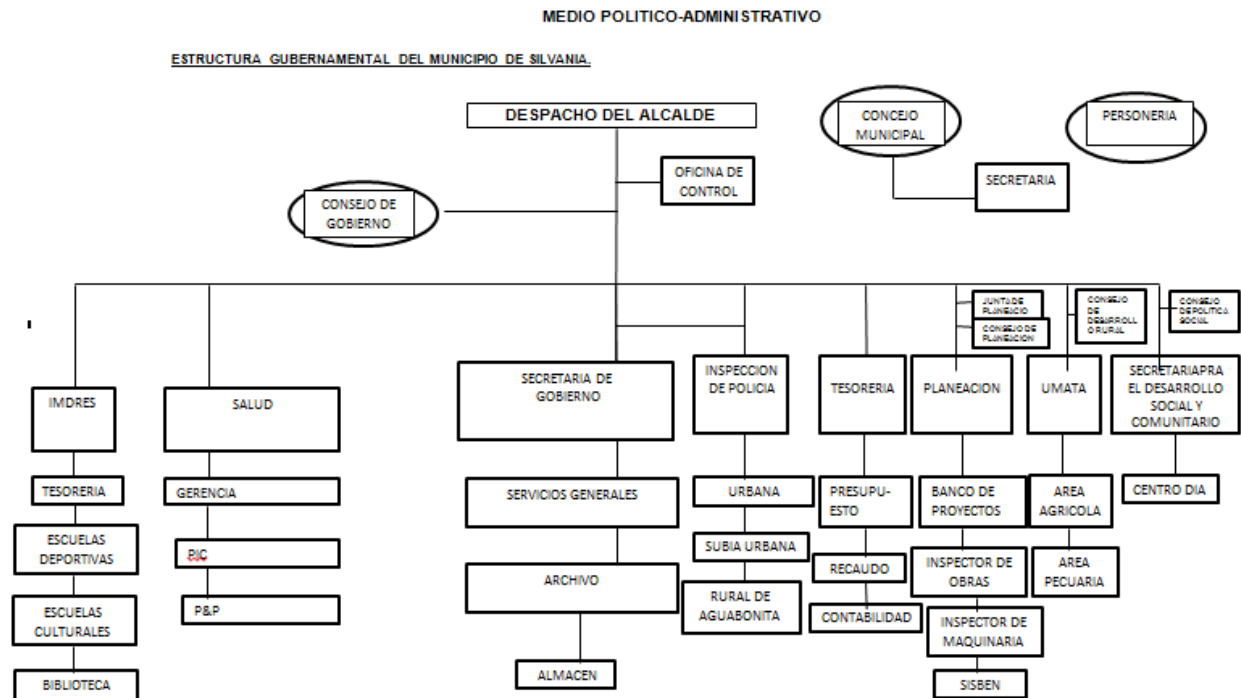 MEDIO POLITICO-ADMINISTRATIVO
ESTRUCTURA GUBERNAMENTAL DEL MUNICIPIO DE SILVANIA.
DESPACHO DEL ALCALDE
CONCEJO
MUNICIPAL
PERSONERIA
OFICINA DE
CONTROL
SECRETARIA
CONSEJO DE
GOBIERNO
JUNTA DE
PLANEACIO
CONSEJO DE
PLANEACION
CONSEJO
DE
DESARROLL
O RURAL
CONSEJO
DE POLITICA
SOCIAL
IMDRES
SALUD
SECRETARIA DE
GOBIERNO
INSPECCION
DE POLICIA
TESORERIA
PLANEACION
UMATA
SECRETARIAPRA
EL DESARROLLO
SOCIAL Y
COMUNITARIO
TESORERIA
GERENCIA
SERVICIOS GENERALES
URBANA
PRESUPU-
ESTO
BANCO DE
PROYECTOS
AREA
AGRICOLA
CENTRO DIA
ESCUELAS
DEPORTIVAS
PIC
ARCHIVO
SUBIA URBANA
RECAUDO
INSPECTOR DE
OBRAS
AREA
PECUARIA
ESCUELAS
CULTURALES
P&P
RURAL DE
AGUABONITA
CONTABILIDAD
INSPECTOR DE
MAQUINARIA
BIBLIOTECA
ALMACEN
SISBEN